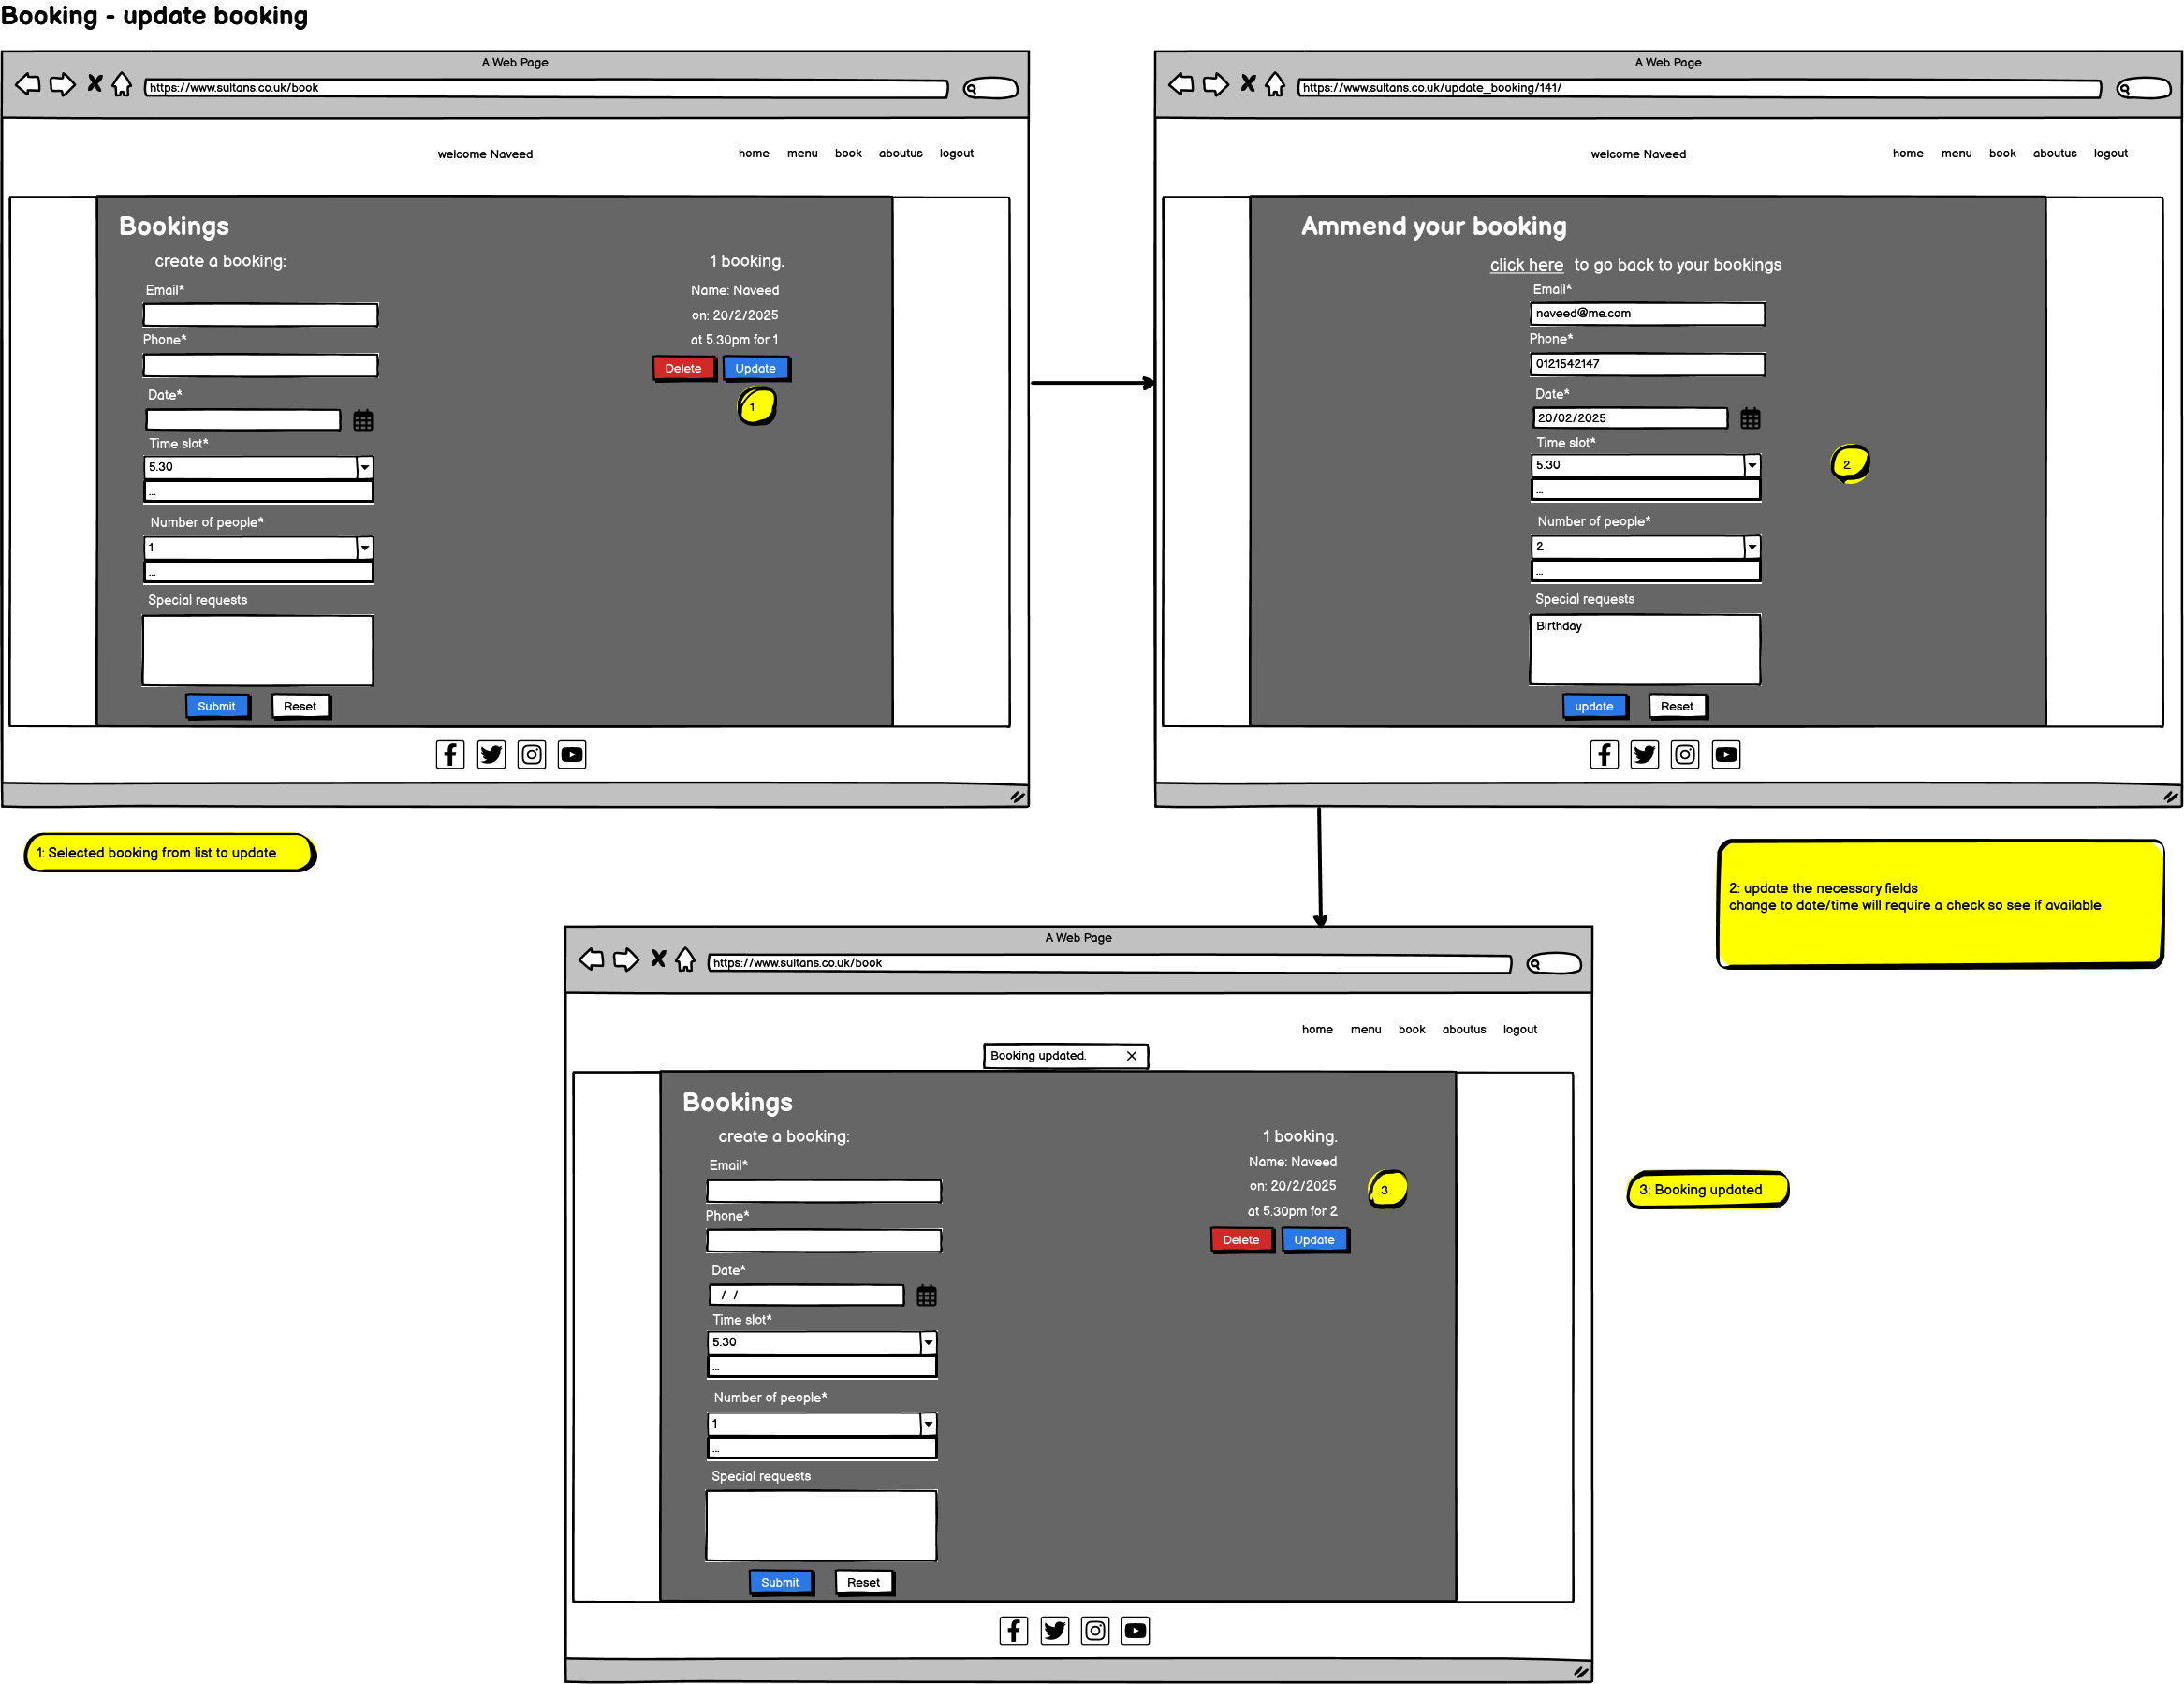 Booking - update booking
A Web Page
https://www.sultans.co.uk/book
welcome Naveed
home menu book aboutus logout
Bookings
create a booking:
Email*
Phone*
Date*
Time slot*
5.30
...
Number of people*
1
...
Special requests
Submit Reset
1 booking.
Name: Naveed
on: 20/2/2025
at 5.30pm for 1
Delete Update
1
1: Selected booking from list to update
A Web Page
https://www.sultans.co.uk/update_booking/141/
welcome Naveed
home menu book aboutus logout
Ammend your booking
click here to go back to your bookings
Email*
naveed@me.com
Phone*
0121542147
Date*
20/02/2025
Time slot*
5.30
...
2
Number of people*
2
...
Special requests
Birthday
update Reset
2: update the necessary fields
change to date/time will require a check so see if available
A Web Page
https://www.sultans.co.uk/book
home menu book aboutus logout
Booking updated.
Bookings
create a booking:
Email*
Phone*
Date*
/ /
Time slot*
5.30
...
Number of people*
1
...
Special requests
Submit Reset
1 booking.
Name: Naveed
on: 20/2/2025
at 5.30pm for 2
Delete Update
3
3: Booking updated